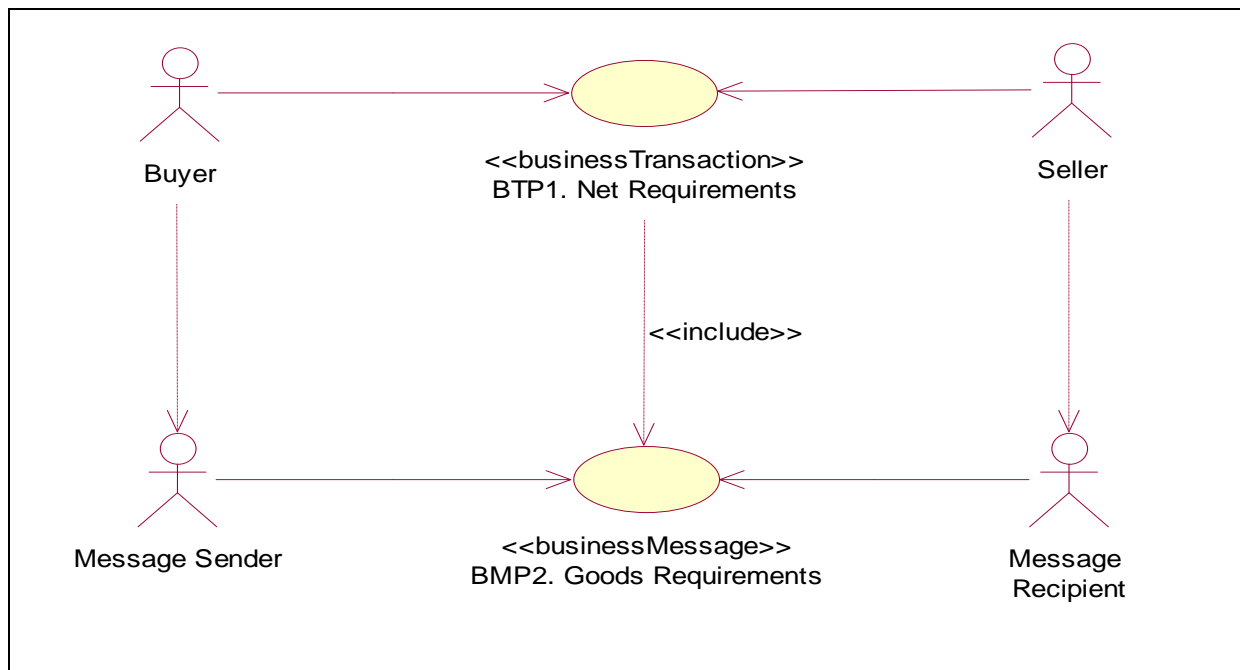 Buyer
<<businessTransaction>>
BTP1. Net Requirements
Seller
<<include>>
Message Sender
<<businessMessage>>
BMP2. Goods Requirements
Message
Recipient